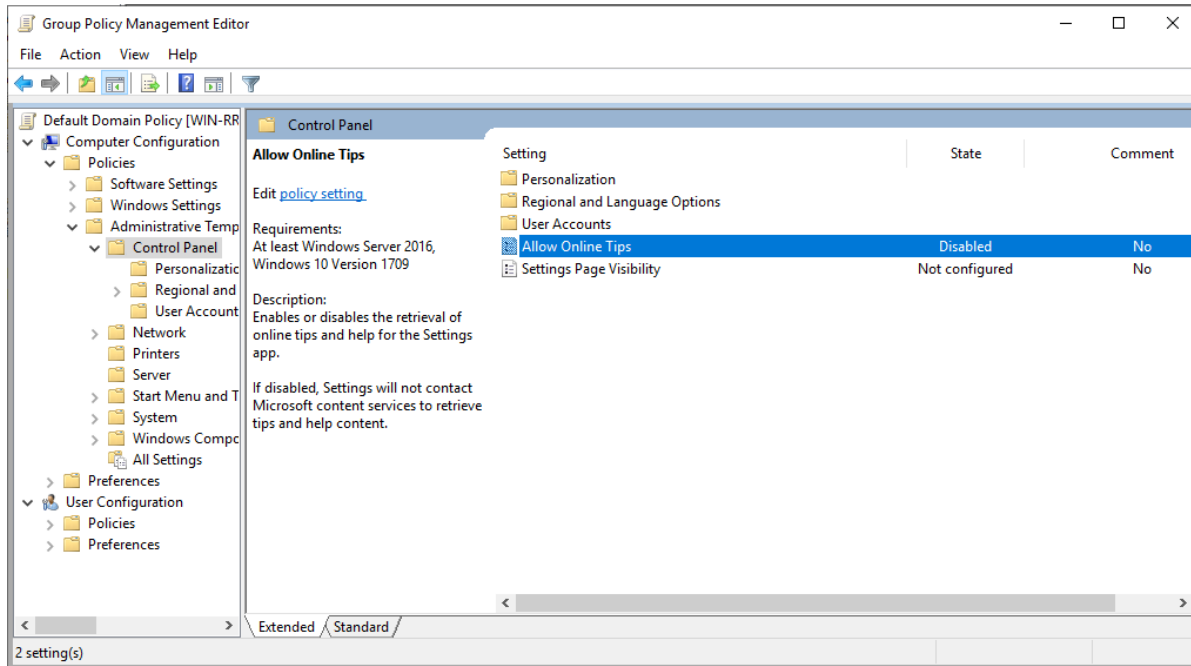 Group Policy Management Editor
File Action View Help
Default Domain Policy [WIN-RR
Computer Configuration
Policies
Software Settings
Windows Settings
Administrative Temp
Control Panel
Personalizatic
Regional and
User Account
Network
Printers
Server
Start Menu and T
System
Windows Compc
All Settings
Preferences
User Configuration
Policies
Preferences
Control Panel
Allow Online Tips
Edit policy setting
Requirements:
At least Windows Server 2016,
Windows 10 Version 1709
Description:
Enables or disables the retrieval of
online tips and help for the Settings
app.
If disabled, Settings will not contact
Microsoft content services to retrieve
tips and help content.
Setting State Comment
Personalization
Regional and Language Options
User Accounts
Allow Online Tips Disabled No
Settings Page Visibility Not configured No
Extended Standard
2 setting(s)